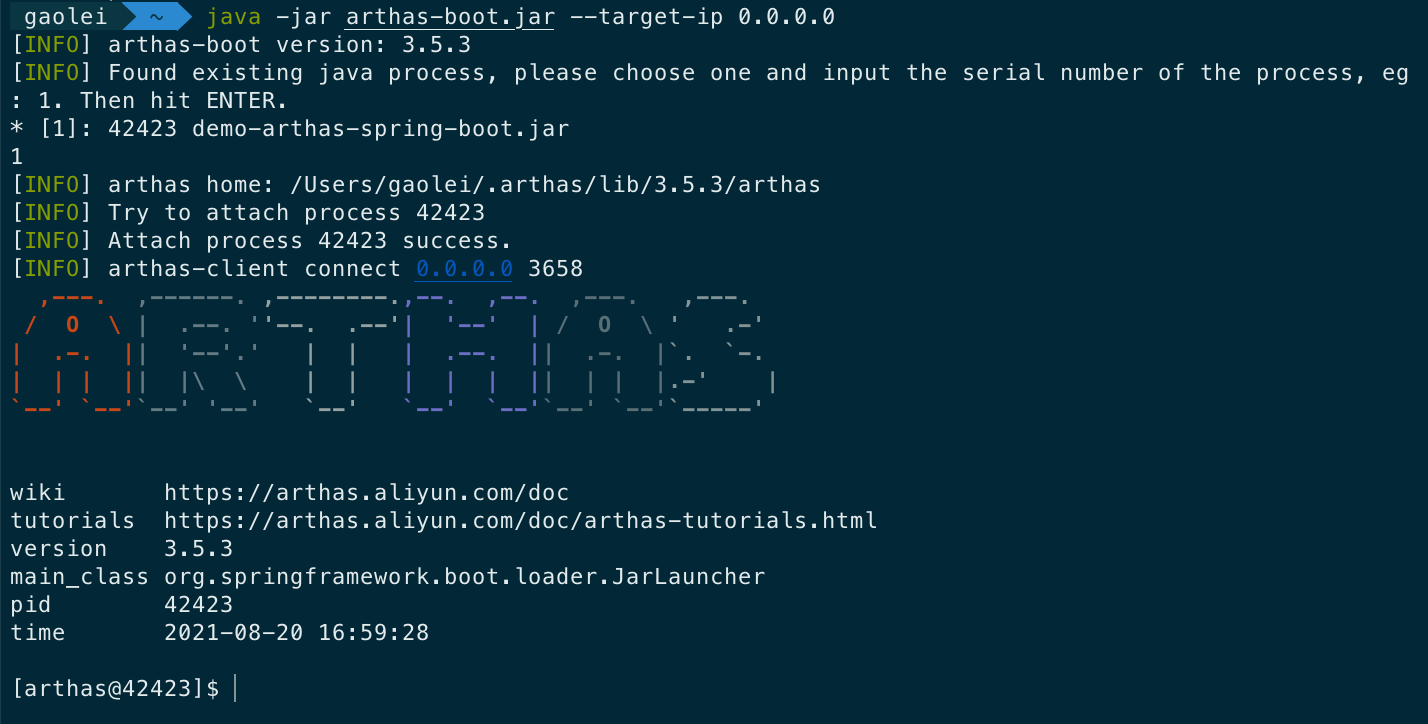 gaolei ~ java -jar arthas-boot.jar --target-ip 0.0.0.0
[INFO] arthas-boot version: 3.5.3
[INFO] Found existing java process, please choose one and input the serial number of the process, eg
: 1. Then hit ENTER.
* [1]: 42423 demo-arthas-spring-boot.jar
1
[INFO] arthas home: /Users/gaolei/.arthas/lib/3.5.3/arthas
[INFO] Try to attach process 42423
[INFO] Attach process 42423 success.
[INFO] arthas-client connect 0.0.0.0 3658
ARTHAS
wiki https://arthas.aliyun.com/doc
tutorials https://arthas.aliyun.com/doc/arthas-tutorials.html
version 3.5.3
main_class org.springframework.boot.loader.JarLauncher
pid 42423
time 2021-08-20 16:59:28
[arthas@42423]$